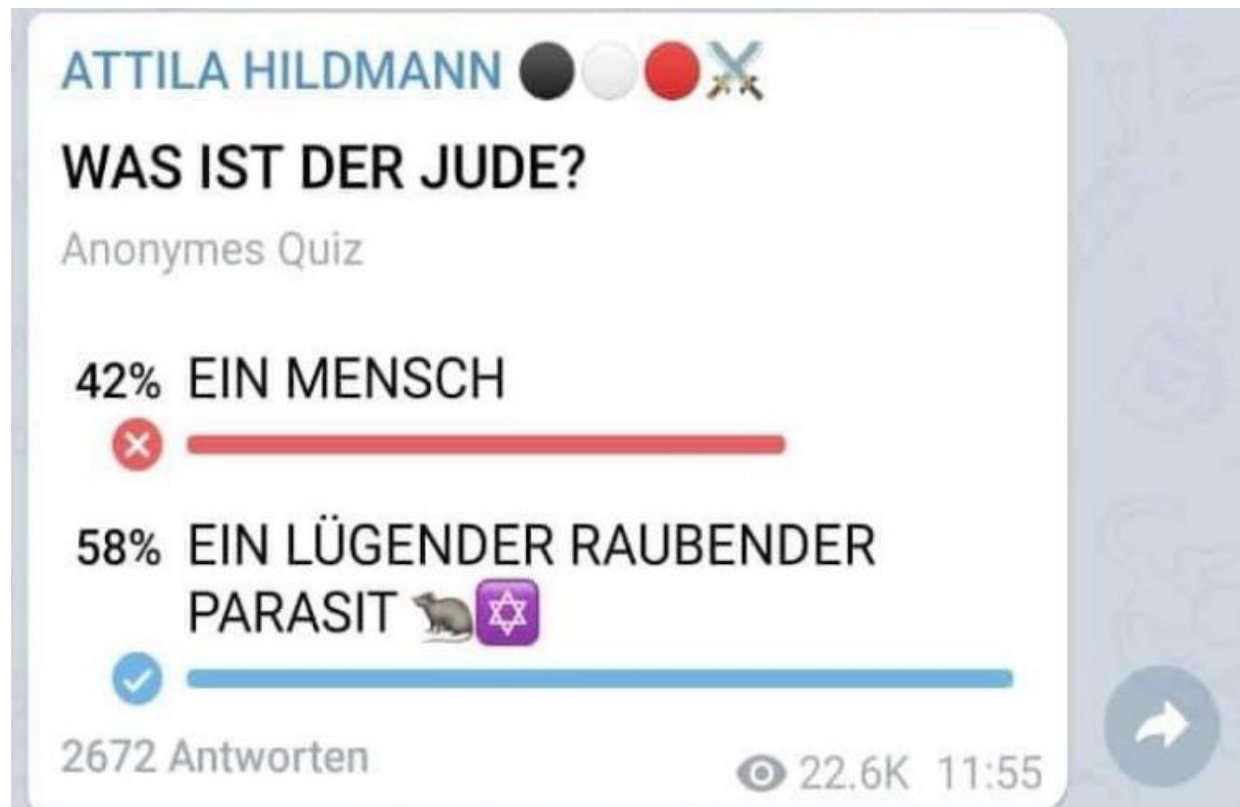 ATTILA HILDMANN ⚫⚪🔴⚔️
WAS IST DER JUDE?
Anonymes Quiz
42% EIN MENSCH
58% EIN LÜGENDER RAUBENDER
PARASIT 🐀🔯
2672 Antworten 22.6K 11:55